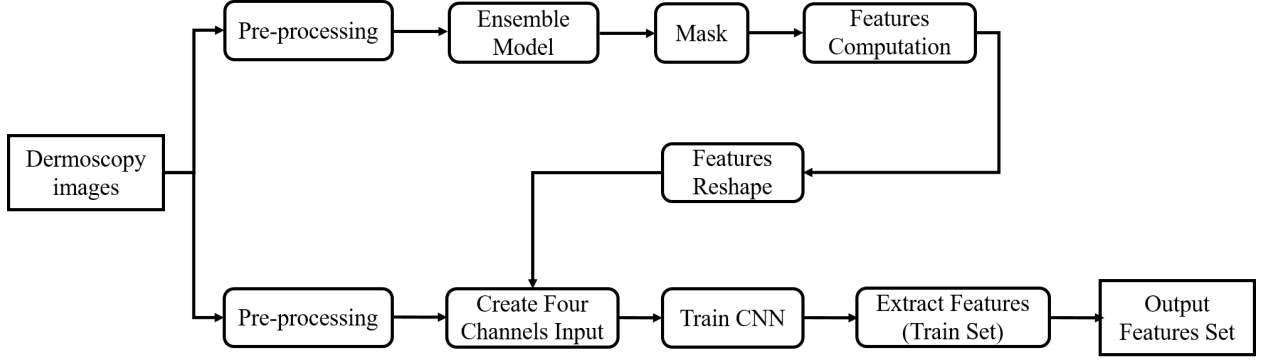 Pre-processing
Ensemble
Model
Mask
Features
Computation
Dermoscopy
images
Features
Reshape
Pre-processing
Create Four
Channels Input
Train CNN
Extract Features
(Train Set)
Output
Features Set